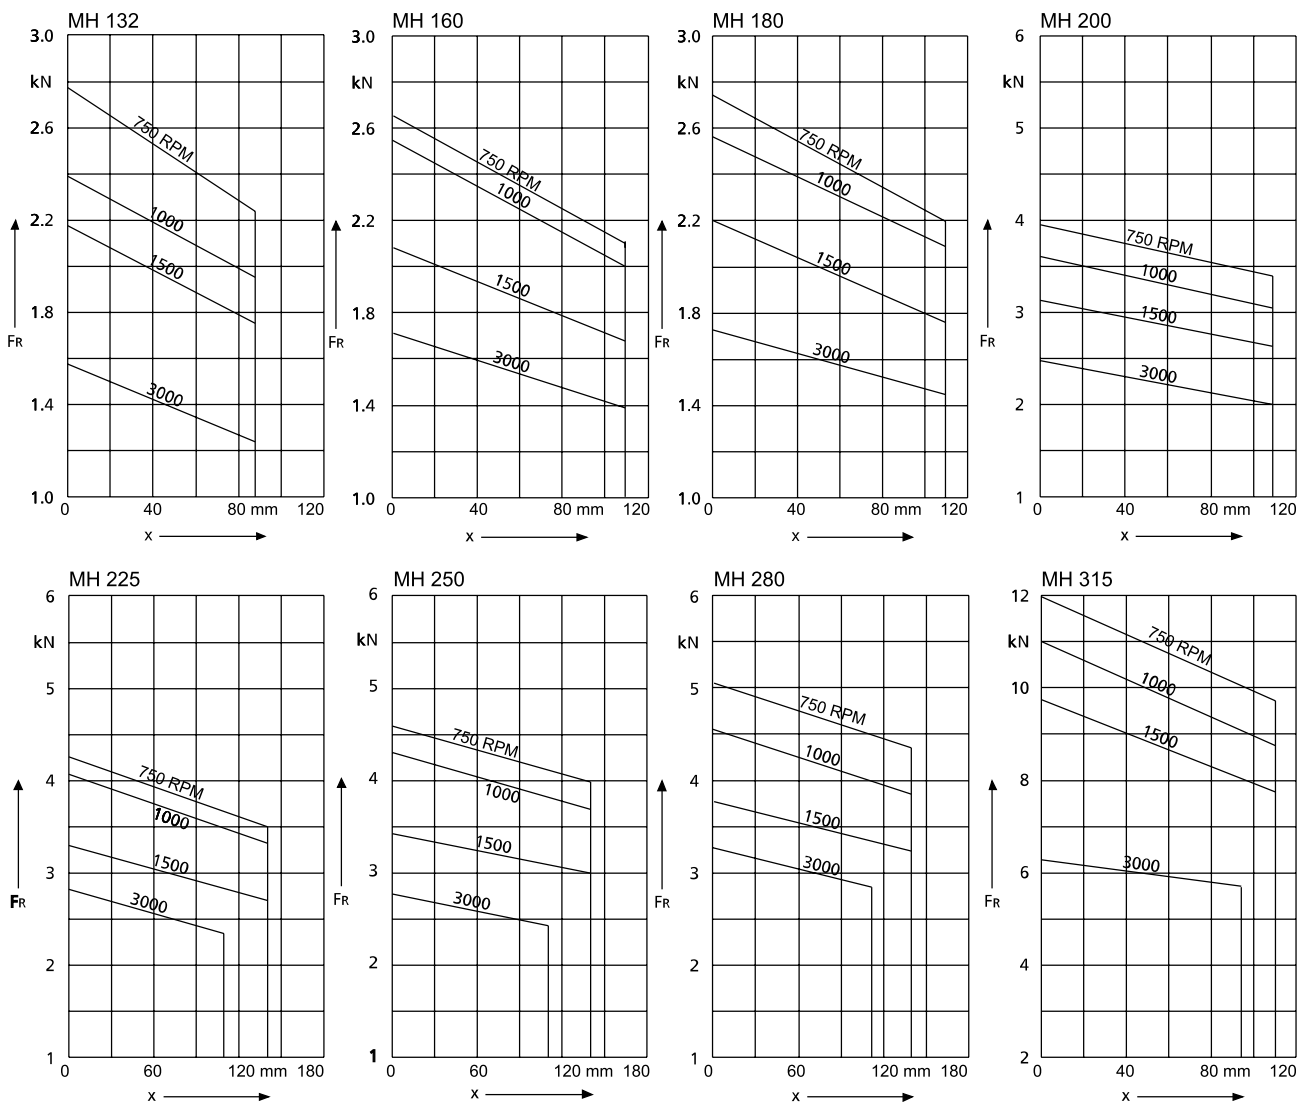 MH 132 MH 160 MH 180 MH 200
3.0 3.0 3.0 6
kN kN kN kN
2.6 2.6 2.6 5
2.2 2.2 2.2 4
1.8 1.8 1.8 3
1.4 1.4 1.4 2
1.0 1.0 1.0 1
750 RPM 750 RPM 750 RPM 750 RPM
1000 1000 1000 1000
1500 1500 1500 1500
3000 3000 3000 3000
FR FR FR FR
0 40 80 mm 120 0 40 80 mm 120 0 40 80 mm 120 0 40 80 mm 120
x x x x
MH 225 MH 250 MH 280 MH 315
6 6 6 12
kN kN kN kN
5 5 5 10
4 4 4 8
3 3 3 6
2 2 2 4
1 1 1 2
750 RPM 750 RPM 750 RPM 750 RPM
1000 1000 1000 1000
1500 1500 1500 1500
3000 3000 3000 3000
FR FR FR FR
0 60 120 mm 180 0 60 120 mm 180 0 60 120 mm 180 0 40 80 mm 120
x x x x